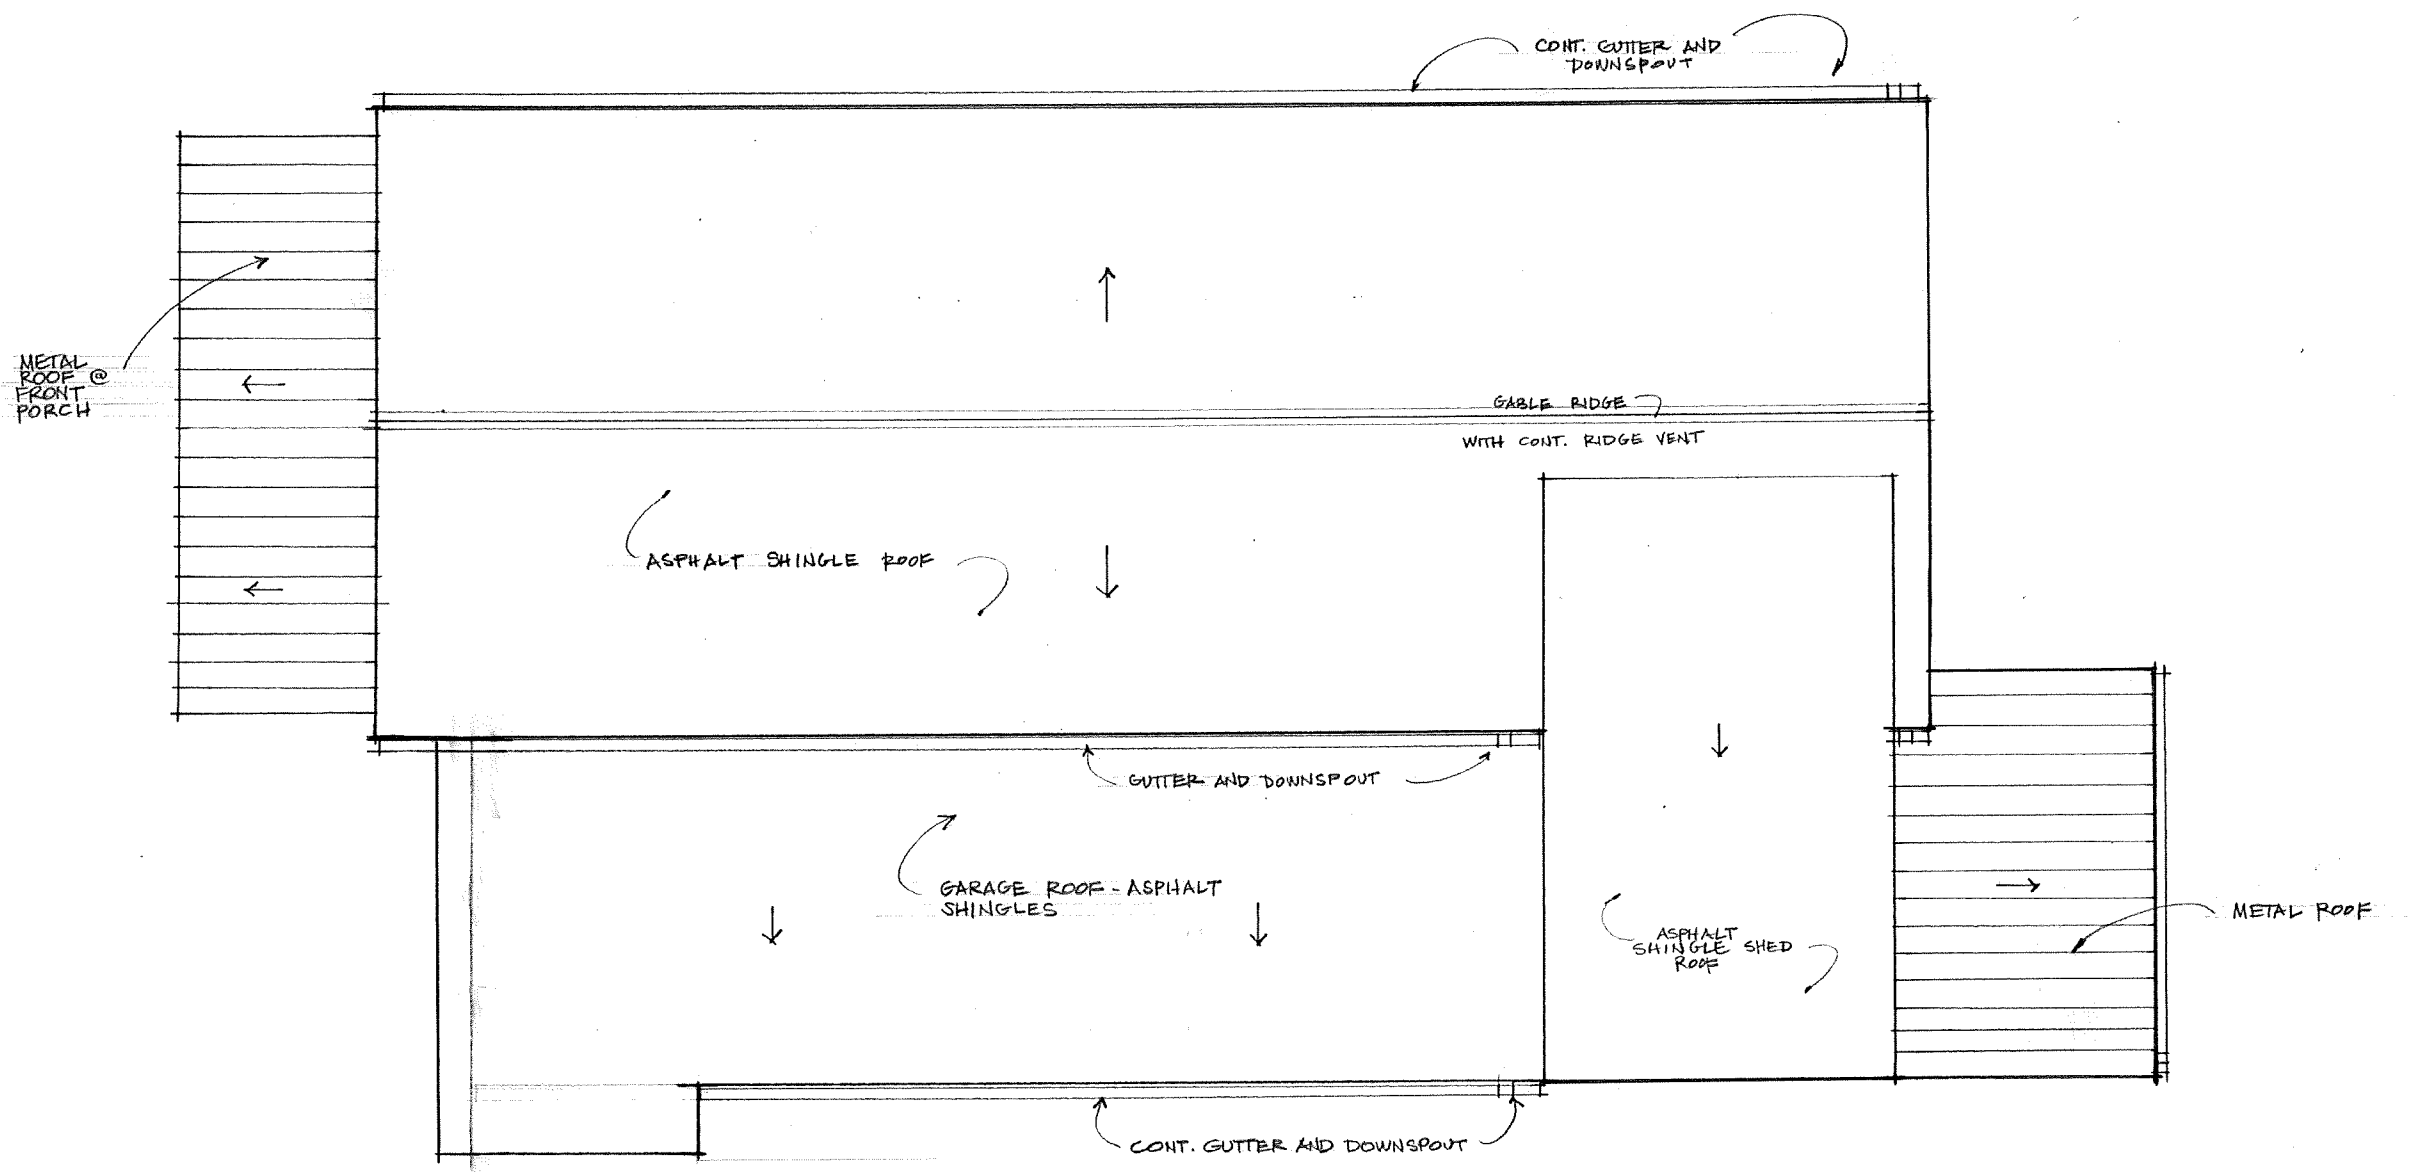 CONT. GUTTER AND
DOWNSPOUT
METAL
ROOF @
FRONT
PORCH
GABLE RIDGE
WITH CONT. RIDGE VENT
ASPHALT SHINGLE ROOF
GUTTER AND DOWNSPOUT
GARAGE ROOF - ASPHALT
SHINGLES
ASPHALT
SHINGLE SHED
ROOF
METAL ROOF
CONT. GUTTER AND DOWNSPOUT